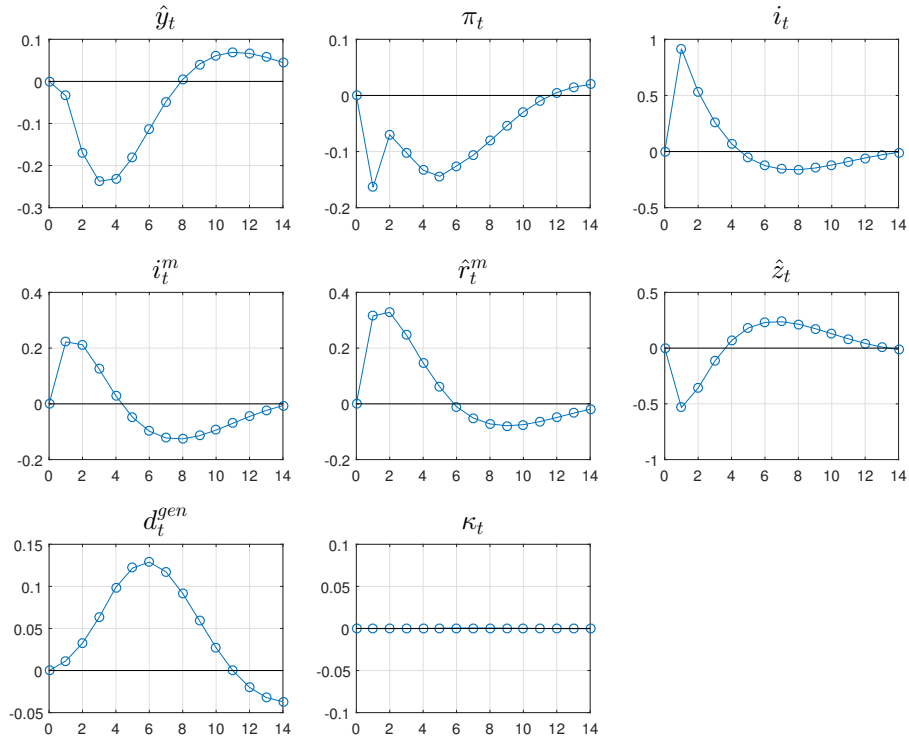 ŷ_t π_t i_t
0.1 0.1 1
0 0.5
-0.1 0 0
-0.2 -0.1
-0.3 -0.2 -0.5
0 2 4 6 8 10 12 14 0 2 4 6 8 10 12 14 0 2 4 6 8 10 12 14
i_t^m r̂_t^m ẑ_t
0.4 0.4 0.5
0.2 0.2 0
0 0 -0.5
-0.2 -0.2 -1
0 2 4 6 8 10 12 14 0 2 4 6 8 10 12 14 0 2 4 6 8 10 12 14
d_t^{gen} κ_t
0.15 0.1
0.1 0.05
0.05 0
0 -0.05
-0.05 -0.1
0 2 4 6 8 10 12 14 0 2 4 6 8 10 12 14